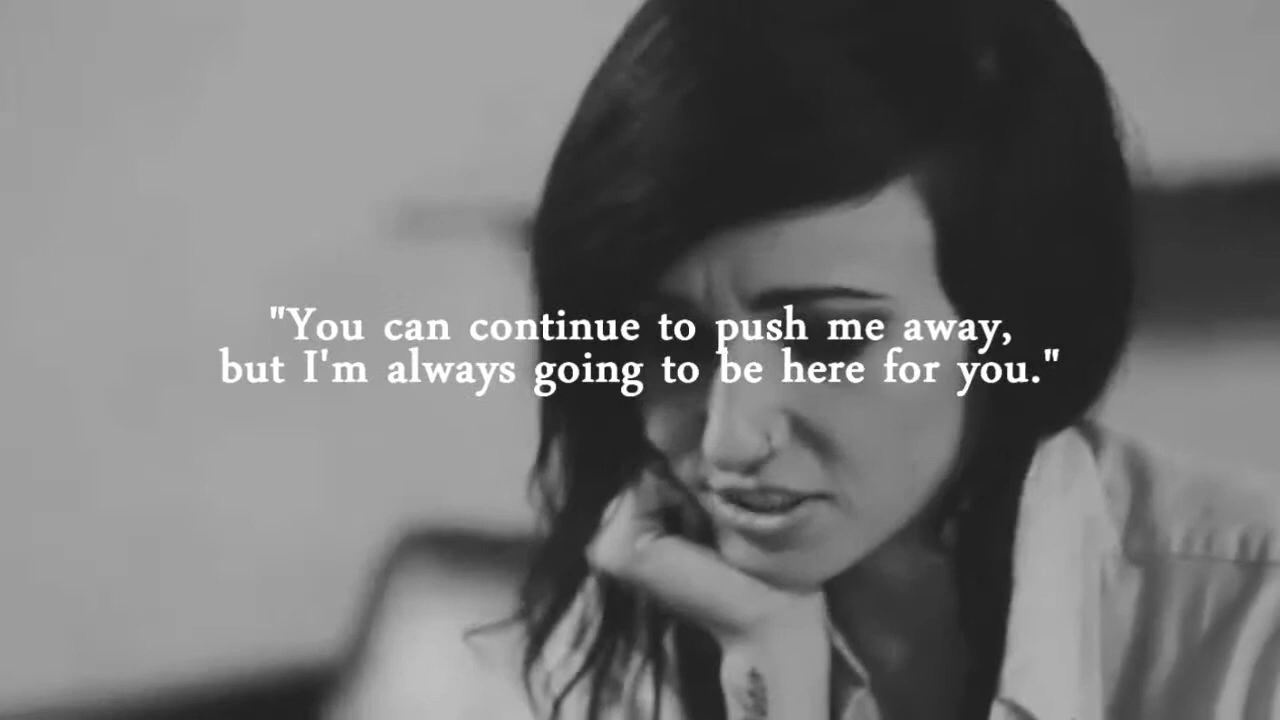 "You can continue to push me away,
but I'm always going to be here for you."